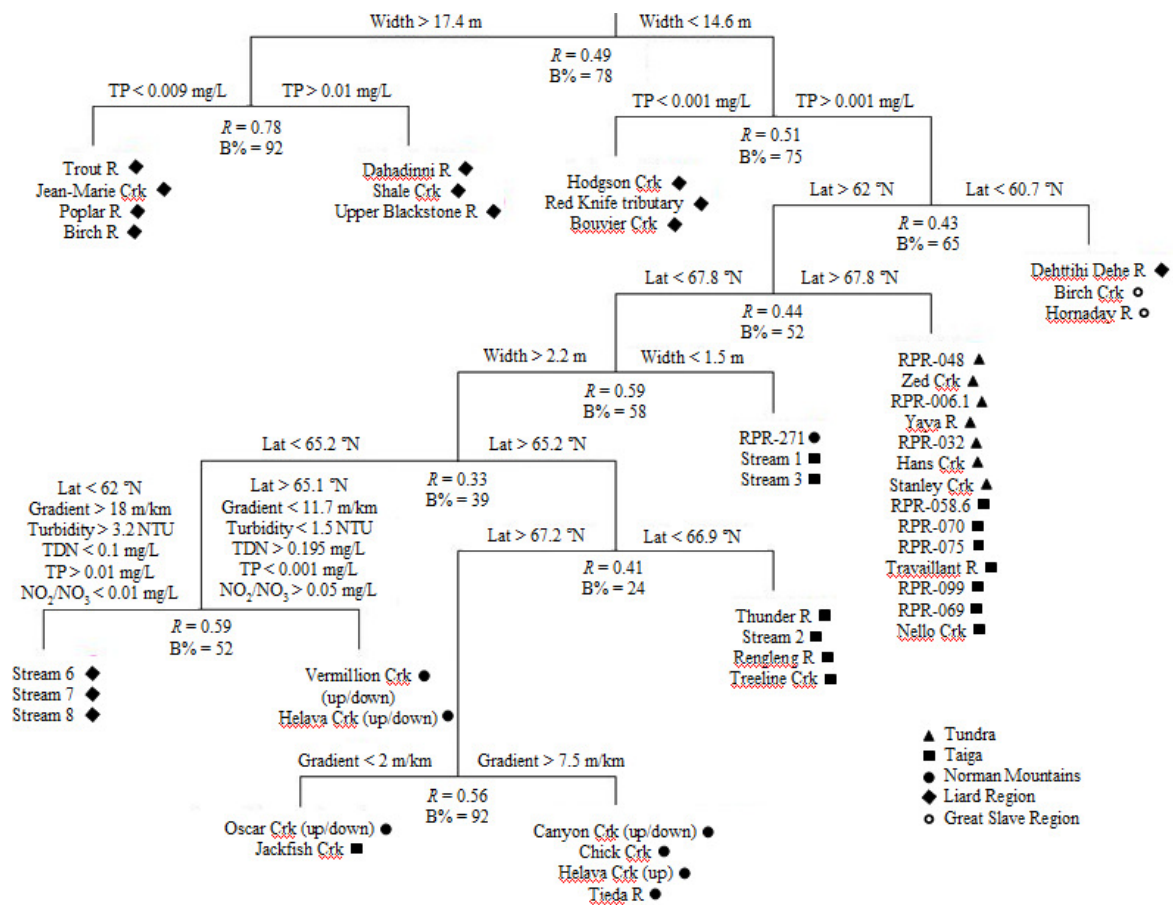 Width > 17.4 m
Width < 14.6 m
R = 0.49
B% = 78
TP < 0.009 mg/L
TP > 0.01 mg/L
R = 0.78
B% = 92
TP < 0.001 mg/L
TP > 0.001 mg/L
R = 0.51
B% = 75
Trout R
Jean-Marie Crk
Poplar R
Birch R
Dahadinni R
Shale Crk
Upper Blackstone R
Hodgson Crk
Red Knife tributary
Bouvier Crk
Lat > 62 °N
Lat < 60.7 °N
R = 0.43
B% = 65
Dehttihi Dehe R
Birch Crk
Hornaday R
Lat < 67.8 °N
Lat > 67.8 °N
R = 0.44
B% = 52
Width > 2.2 m
Width < 1.5 m
R = 0.59
B% = 58
RPR-048
Zed Crk
RPR-006.1
Yaya R
RPR-032
Hans Crk
Stanley Crk
RPR-058.6
RPR-070
RPR-075
Travaillant R
RPR-099
RPR-069
Nello Crk
RPR-271
Stream 1
Stream 3
Lat < 65.2 °N
Lat > 65.2 °N
R = 0.33
B% = 39
Lat < 62 °N
Gradient > 18 m/km
Turbidity > 3.2 NTU
TDN < 0.1 mg/L
TP > 0.01 mg/L
NO2/NO3 < 0.01 mg/L
Lat > 65.1 °N
Gradient < 11.7 m/km
Turbidity < 1.5 NTU
TDN > 0.195 mg/L
TP < 0.001 mg/L
NO2/NO3 > 0.05 mg/L
R = 0.59
B% = 52
Lat > 67.2 °N
Lat < 66.9 °N
R = 0.41
B% = 24
Thunder R
Stream 2
Rengleng R
Treeline Crk
Stream 6
Stream 7
Stream 8
Vermillion Crk
(up/down)
Helava Crk (up/down)
Gradient < 2 m/km
Gradient > 7.5 m/km
R = 0.56
B% = 92
Oscar Crk (up/down)
Jackfish Crk
Canyon Crk (up/down)
Chick Crk
Helava Crk (up)
Tieda R
Tundra
Taiga
Norman Mountains
Liard Region
Great Slave Region